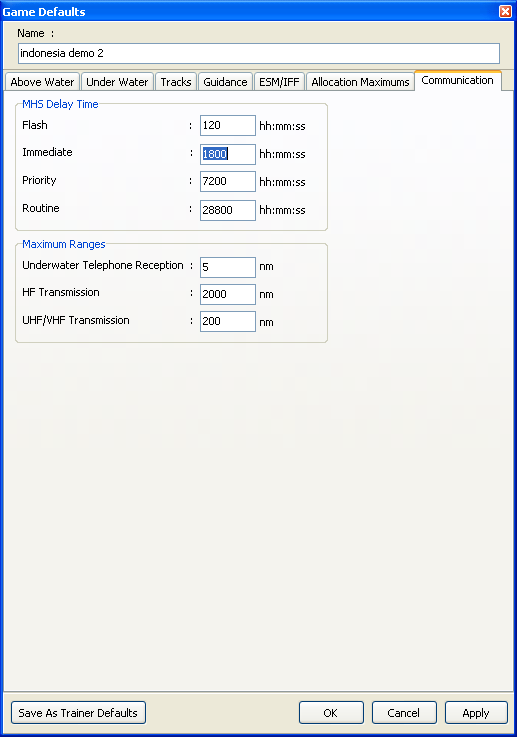 Game Defaults
Name :
indonesia demo 2
Above Water Under Water Tracks Guidance ESM/IFF Allocation Maximums Communication
MHS Delay Time
Flash : 120 hh:mm:ss
Immediate : 1800 hh:mm:ss
Priority : 7200 hh:mm:ss
Routine : 28800 hh:mm:ss
Maximum Ranges
Underwater Telephone Reception : 5 nm
HF Transmission : 2000 nm
UHF/VHF Transmission : 200 nm
Save As Trainer Defaults OK Cancel Apply